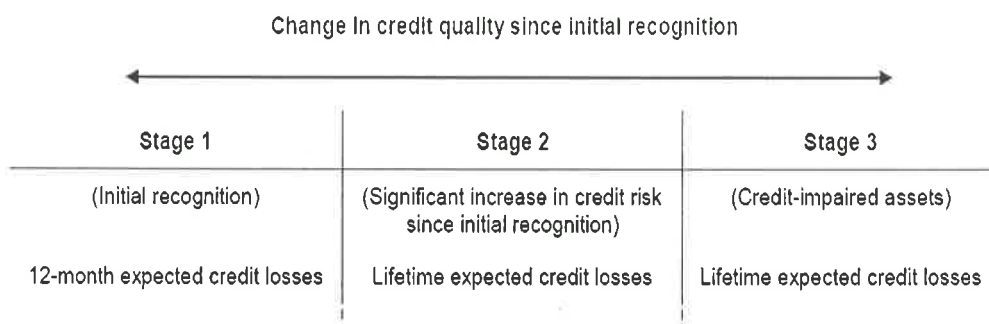 Change in credit quality since initial recognition
Stage 1
Stage 2
Stage 3
(Initial recognition)
(Significant increase in credit risk
since initial recognition)
(Credit-impaired assets)
12-month expected credit losses
Lifetime expected credit losses
Lifetime expected credit losses